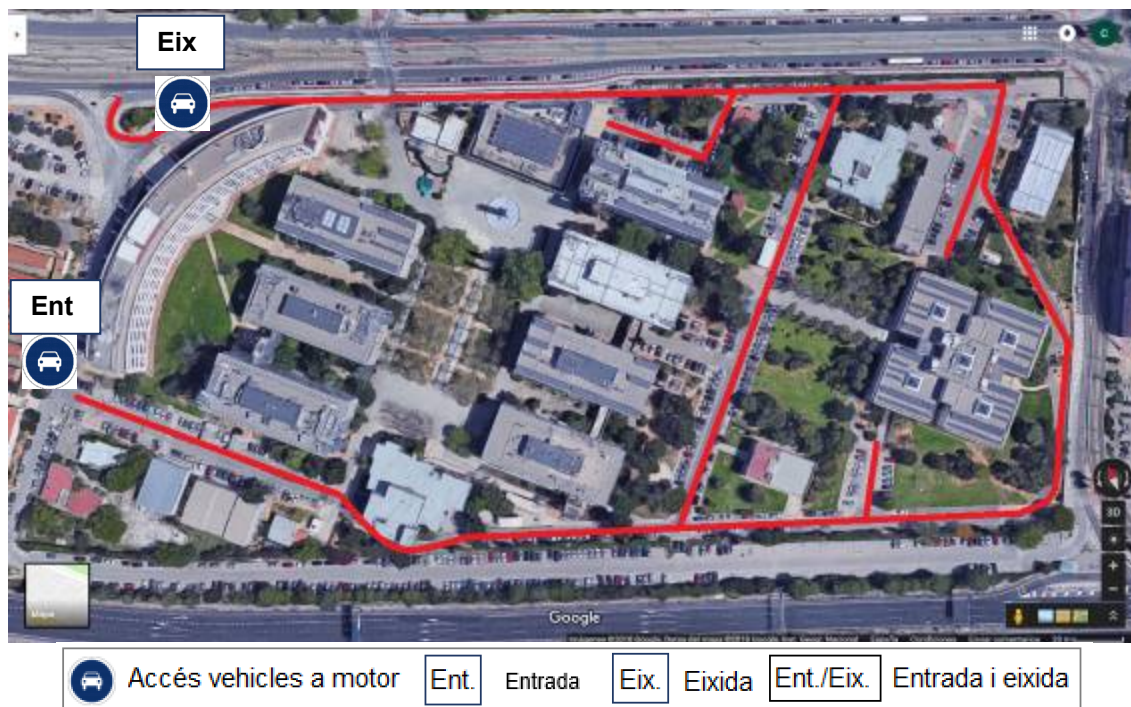 Eix
C
Ent
3D
Mapa
Google
Accés vehicles a motor Ent. Entrada Eix. Eixida Ent./Eix. Entrada i eixida